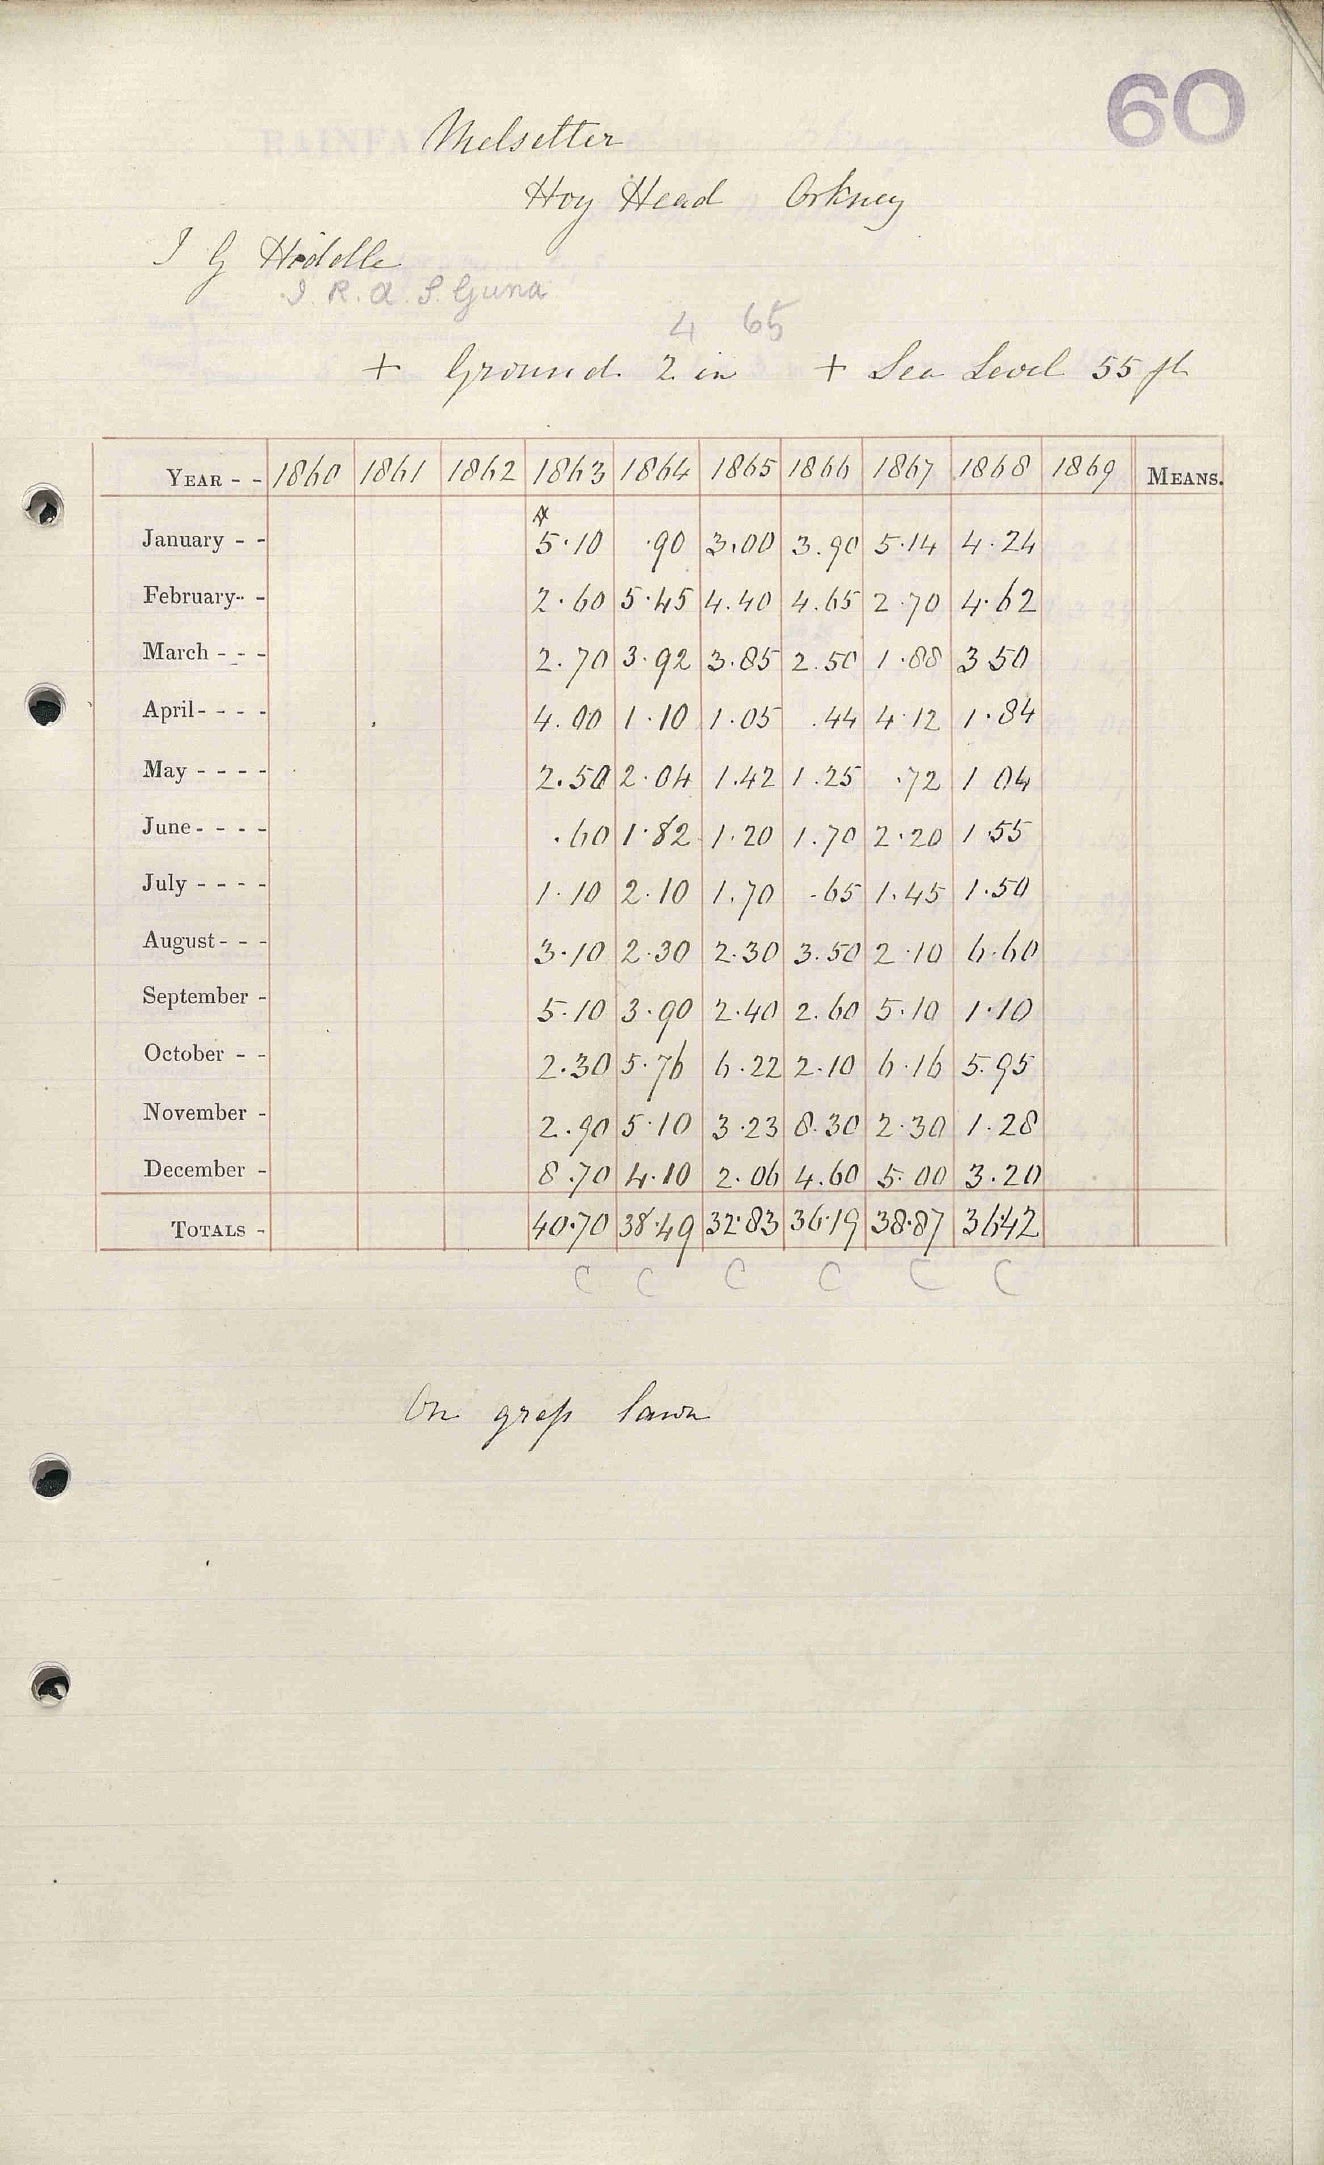 60
Melsetter
Hoy Head Orkney
J G Hiddle
4 65
+ Ground 2 in + Sea Level 55 ft
YEAR - - 1860 1861 1862 1863 1864 1865 1866 1867 1868 1869 MEANS.
January - - 5.10 .90 3.00 3.90 5.14 4.24
February - - 2.60 5.45 4.40 4.65 2.70 4.62
March - - - 2.70 3.92 3.85 2.50 1.88 3 50
April - - - - 4.00 1.10 1.05 .44 4.12 1.84
May - - - - 2.50 2.04 1.42 1.25 .72 1 04
June - - - - .60 1.82 1.20 1.70 2.20 1.55
July - - - - 1.10 2.10 1.70 .65 1.45 1.50
August - - - 3.10 2.30 2.30 3.50 2.10 6.60
September - 5.10 3.90 2.40 2.60 5.10 1.10
October - - 2.30 5.76 6.22 2.10 6.16 5.95
November - 2.90 5.10 3.23 8.30 2.30 1.28
December - 8.70 4.10 2.06 4.60 5.00 3.20
TOTALS - 40.70 38.49 32.83 36.19 38.87 36.42
C C C C C C
On grass lawn